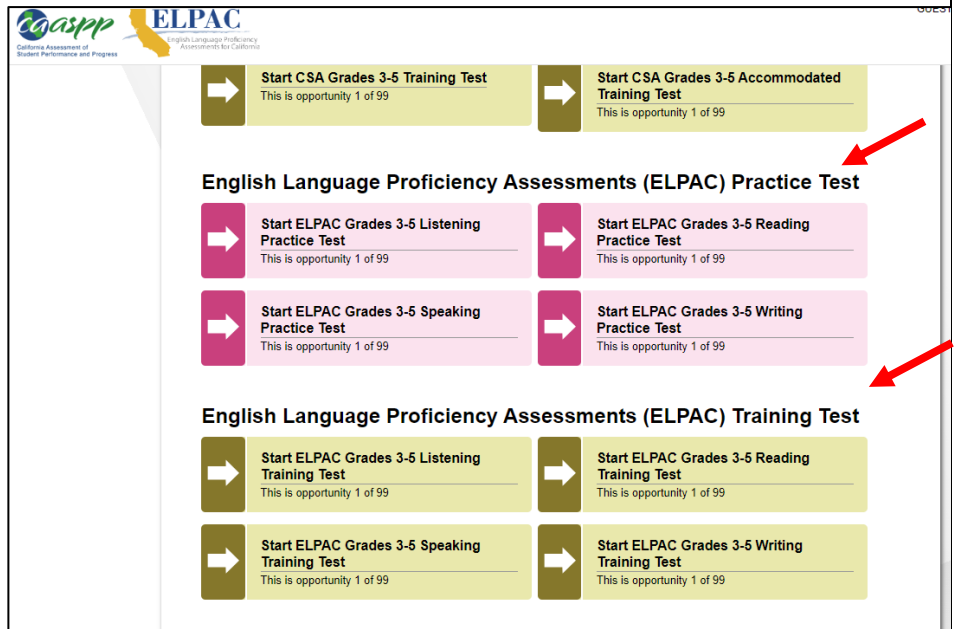 caaspp
California Assessment of
Student Performance and Progress
ELPAC
English Language Proficiency
Assessments for California
GUEST
Start CSA Grades 3-5 Training Test
This is opportunity 1 of 99
Start CSA Grades 3-5 Accommodated
Training Test
This is opportunity 1 of 99
English Language Proficiency Assessments (ELPAC) Practice Test
Start ELPAC Grades 3-5 Listening
Practice Test
This is opportunity 1 of 99
Start ELPAC Grades 3-5 Reading
Practice Test
This is opportunity 1 of 99
Start ELPAC Grades 3-5 Speaking
Practice Test
This is opportunity 1 of 99
Start ELPAC Grades 3-5 Writing
Practice Test
This is opportunity 1 of 99
English Language Proficiency Assessments (ELPAC) Training Test
Start ELPAC Grades 3-5 Listening
Training Test
This is opportunity 1 of 99
Start ELPAC Grades 3-5 Reading
Training Test
This is opportunity 1 of 99
Start ELPAC Grades 3-5 Speaking
Training Test
This is opportunity 1 of 99
Start ELPAC Grades 3-5 Writing
Training Test
This is opportunity 1 of 99